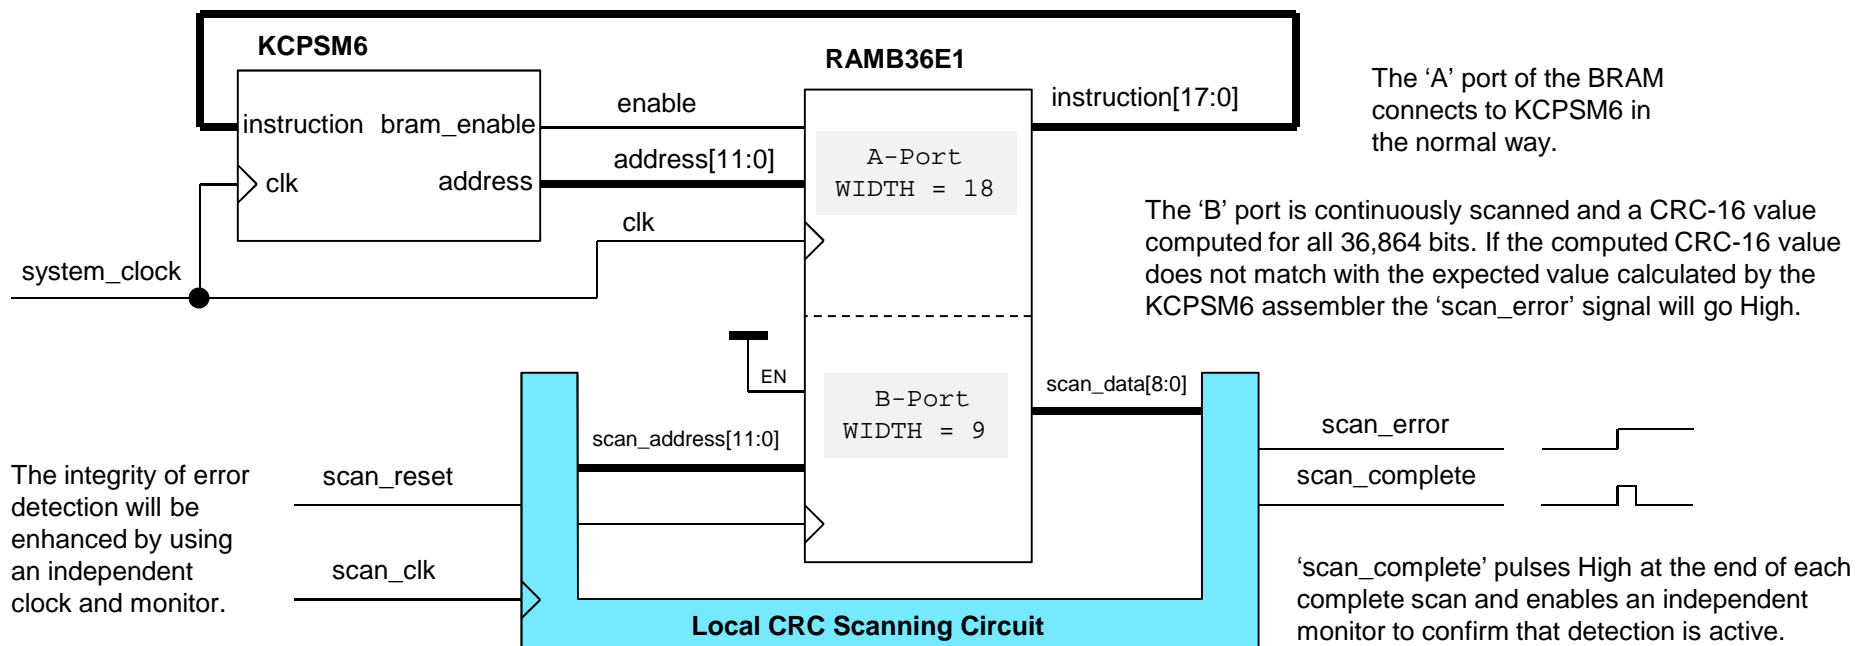 KCPSM6
RAMB36E1
instruction
bram_enable
clk
address
enable
address[11:0]
clk
system_clock
A-Port
WIDTH = 18
instruction[17:0]
The ‘A’ port of the BRAM
connects to KCPSM6 in
the normal way.
The ‘B’ port is continuously scanned and a CRC-16 value
computed for all 36,864 bits. If the computed CRC-16 value
does not match with the expected value calculated by the
KCPSM6 assembler the ‘scan_error’ signal will go High.
EN
B-Port
WIDTH = 9
scan_data[8:0]
scan_address[11:0]
scan_error
scan_complete
The integrity of error
detection will be
enhanced by using
an independent
clock and monitor.
scan_reset
scan_clk
Local CRC Scanning Circuit
‘scan_complete’ pulses High at the end of each
complete scan and enables an independent
monitor to confirm that detection is active.